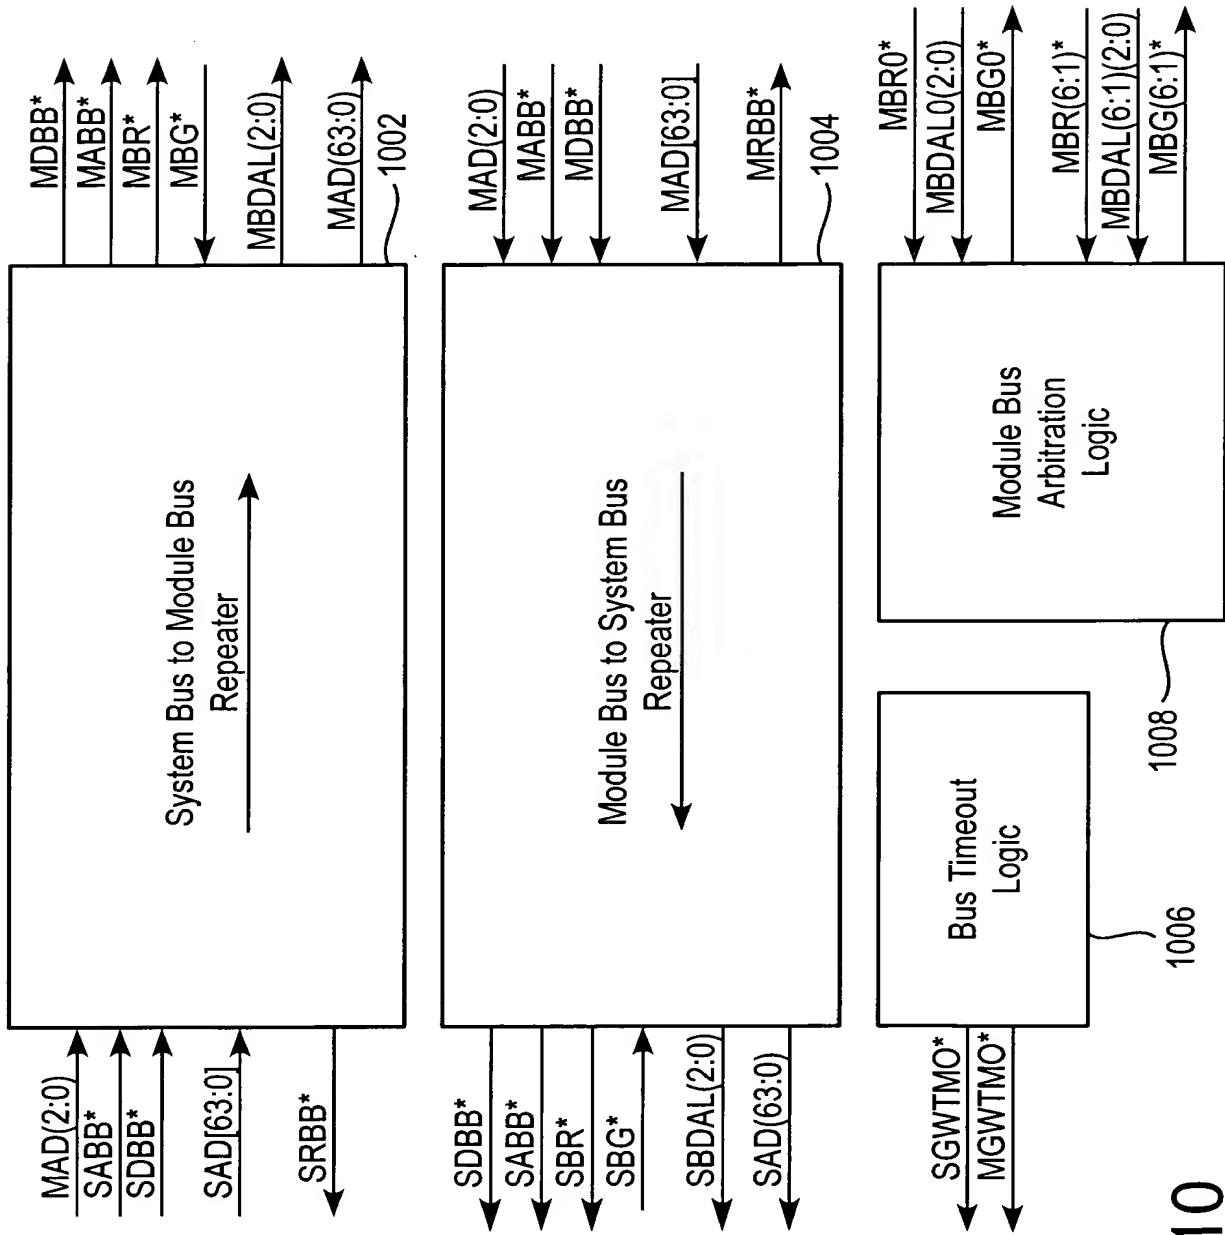 MDBB*
MABB*
MBR*
MBG*
MBDAL(2:0)
MAD(63:0)
1002
System Bus to Module Bus
Repeater
MAD(2:0)
SABB*
SDBB*
SAD[63:0]
SRBB*
MAD(2:0)
MABB*
MDBB*
MAD[63:0]
MRBB*
1004
Module Bus to System Bus
Repeater
SDBB*
SABB*
SBR*
SBG*
SBDAL(2:0)
SAD(63:0)
MBR0*
MBDAL0(2:0)
MBG0*
MBR(6:1)*
MBDAL(6:1)(2:0)
MBG(6:1)*
Module Bus
Arbitration
Logic
1008
Bus Timeout
Logic
1006
SGWTMO*
MGWTMO*
10